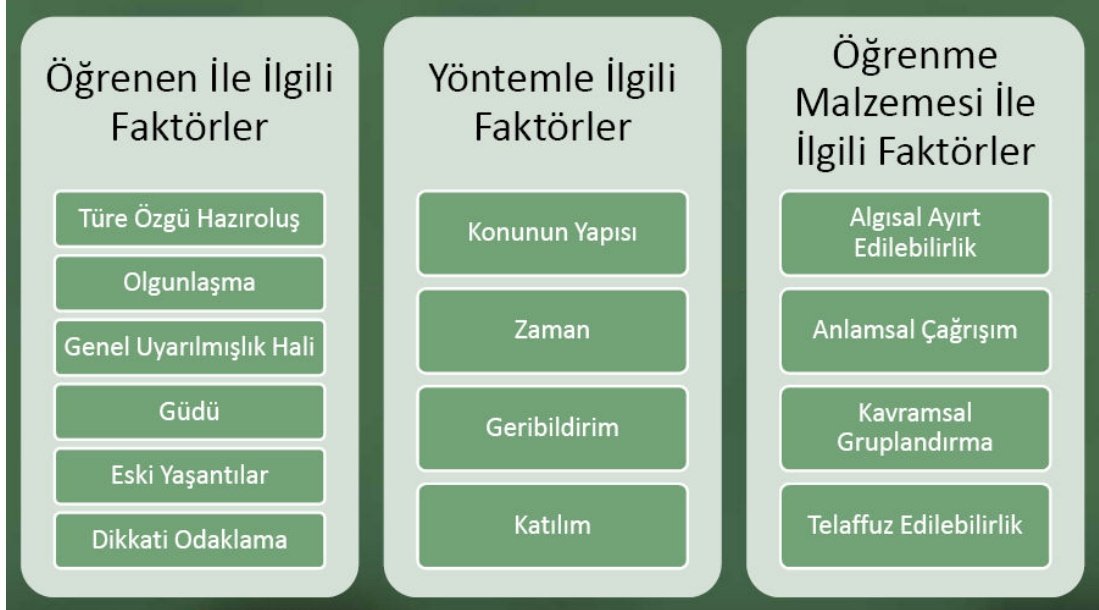 Öğrenen İle İlgili
Faktörler
Türe Özgü Hazıroluş
Olgunlaşma
Genel Uyarılmışlık Hali
Güdü
Eski Yaşantılar
Dikkati Odaklama
Yöntemle İlgili
Faktörler
Konunun Yapısı
Zaman
Geribildirim
Katılım
Öğrenme
Malzemesi İle
İlgili Faktörler
Algısal Ayırt
Edilebilirlik
Anlamsal Çağrışım
Kavramsal
Gruplandırma
Telaffuz Edilebilirlik